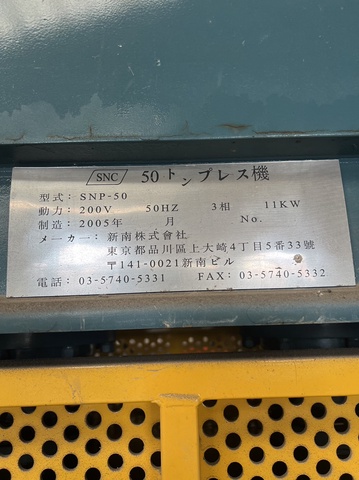 SNC 50トンプレス機
型式：SNP-50
動力：200V 50HZ 3相 11KW
制造：2005年 月 No.
メーカー：新南株式會社
東京都品川區上大崎4丁目5番33號
〒141-0021新南ビル
電話：03-5740-5331 FAX：03-5740-5332